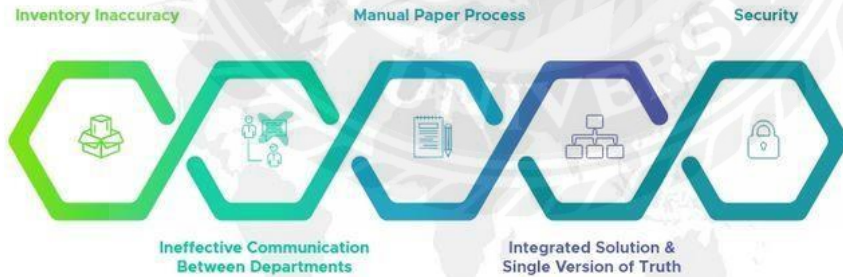 Inventory Inaccuracy
Manual Paper Process
Security
Ineffective Communication
Between Departments
Integrated Solution &
Single Version of Truth